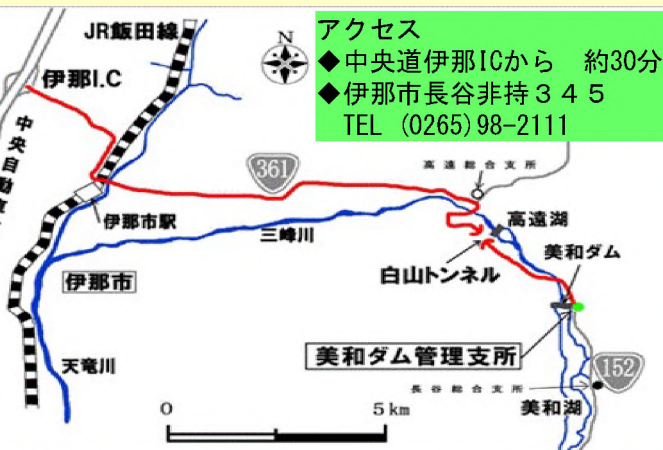 アクセス
◆中央道伊那ICから 約30分
◆伊那市長谷非持３４５
TEL (0265)98-2111
JR飯田線
伊那I.C
中央自動車
361
高遠総合支所
伊那市駅
三峰川
高遠湖
美和ダム
白山トンネル
伊那市
美和ダム管理支所
天竜川
152
長谷総合支所
美和湖
0 5km